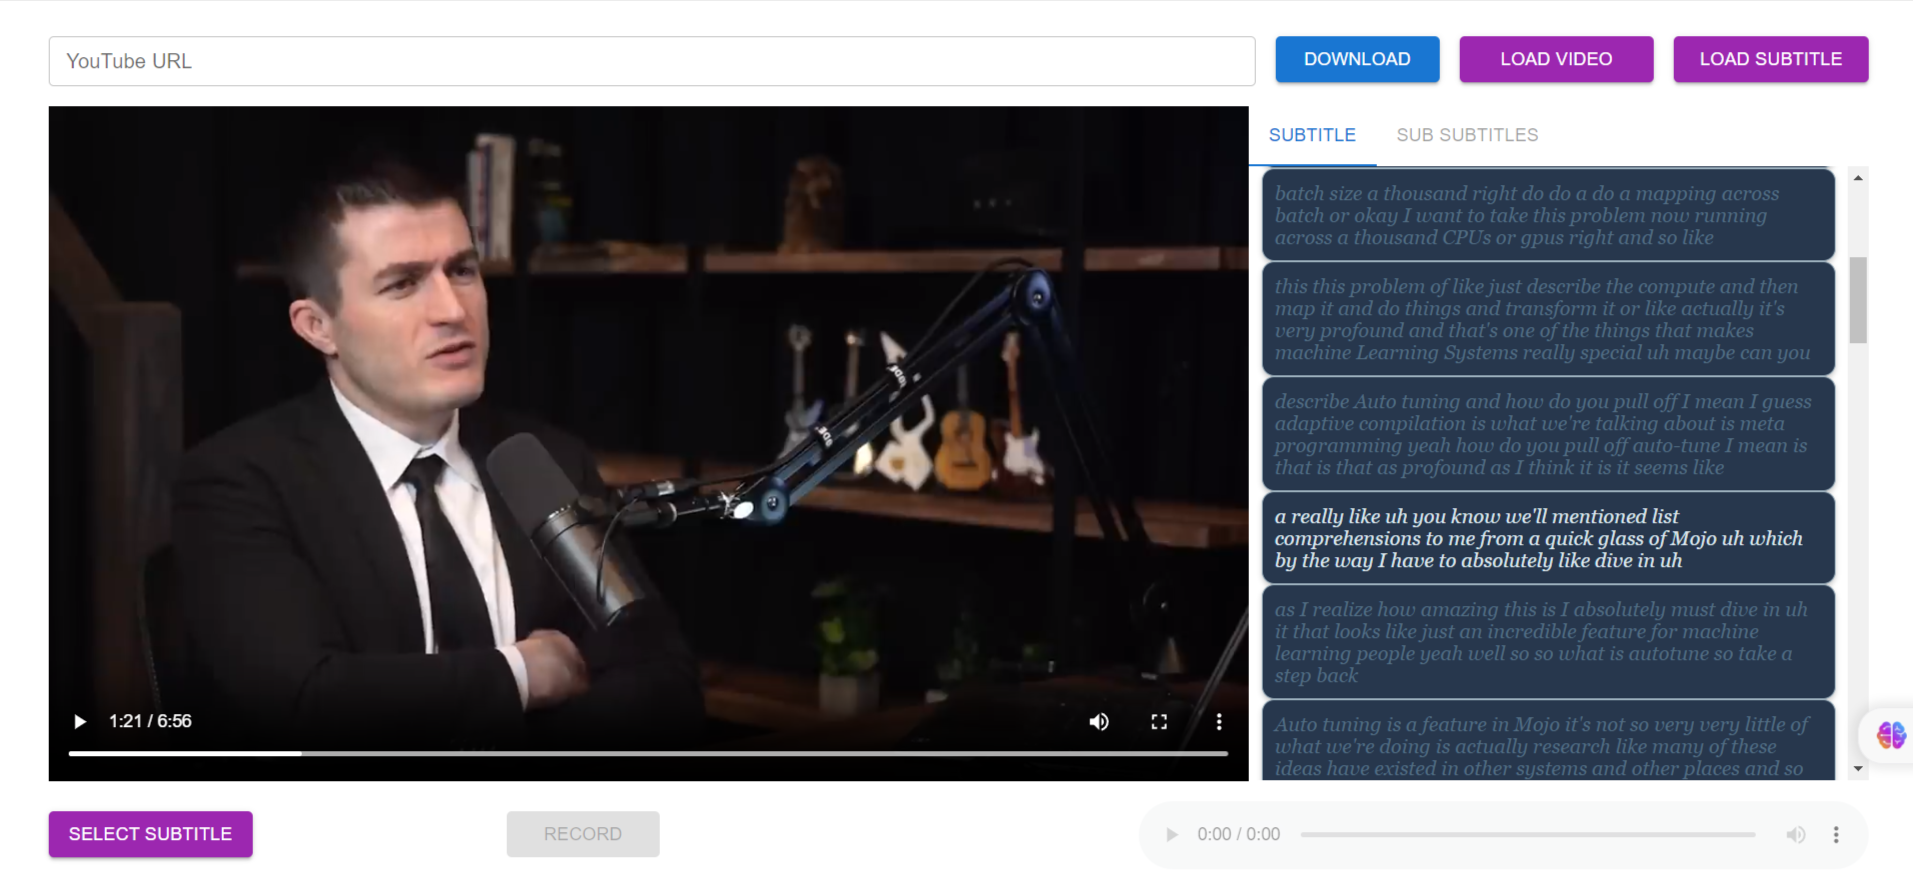 YouTube URL
DOWNLOAD
LOAD VIDEO
LOAD SUBTITLE
SUBTITLE
SUB SUBTITLES
batch size a thousand right do do a do a mapping across
batch or okay I want to take this problem now running
across a thousand CPUs or gpus right and so like
this this problem of like just describe the compute and then
map it and do things and transform it or like actually it's
very profound and that's one of the things that makes
machine Learning Systems really special uh maybe can you
describe Auto tuning and how do you pull off I mean I guess
adaptive compilation is what we're talking about is meta
programming yeah how do you pull off auto-tune I mean is
that is that as profound as I think it is it seems like
a really like uh you know we'll mentioned list
comprehensions to me from a quick glass of Mojo uh which
by the way I have to absolutely like dive in uh
as I realize how amazing this is I absolutely must dive in uh
it that looks like just an incredible feature for machine
learning people yeah well so so what is autotune so take a
step back
Auto tuning is a feature in Mojo it's not so very very little of
what we're doing is actually research like many of these
ideas have existed in other systems and other places and so
1:21 / 6:56
SELECT SUBTITLE
RECORD
0:00 / 0:00